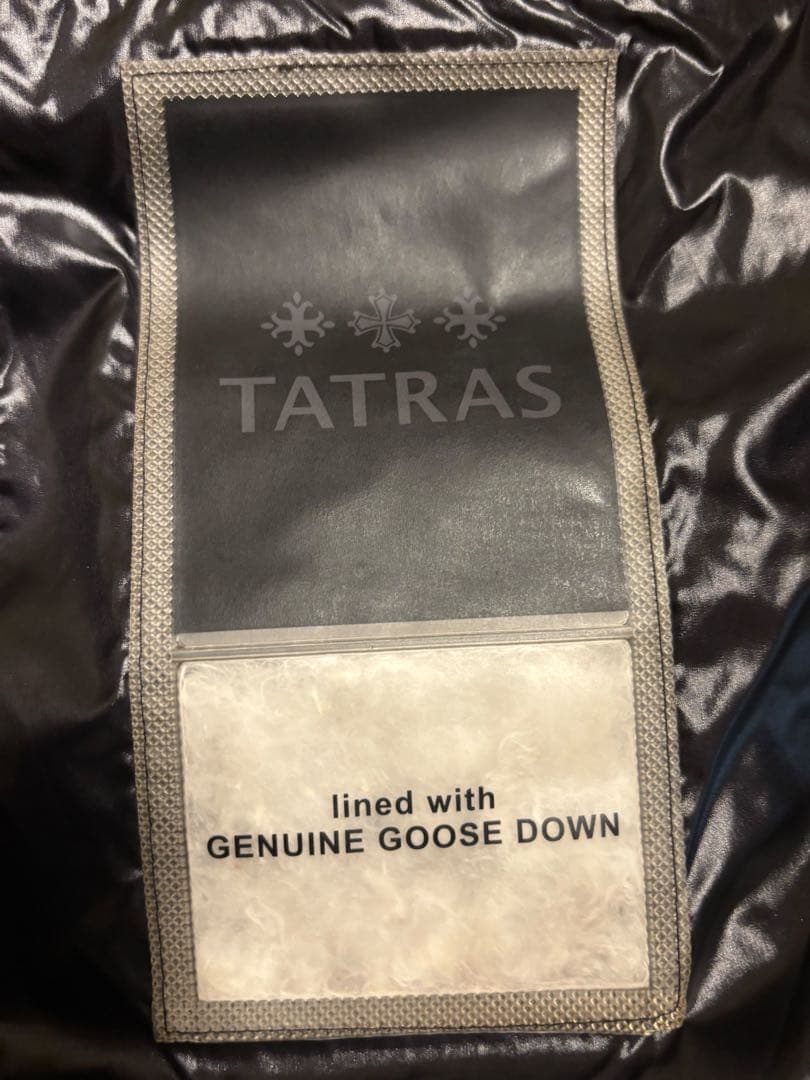 TATRAS
lined with
GENUINE GOOSE DOWN